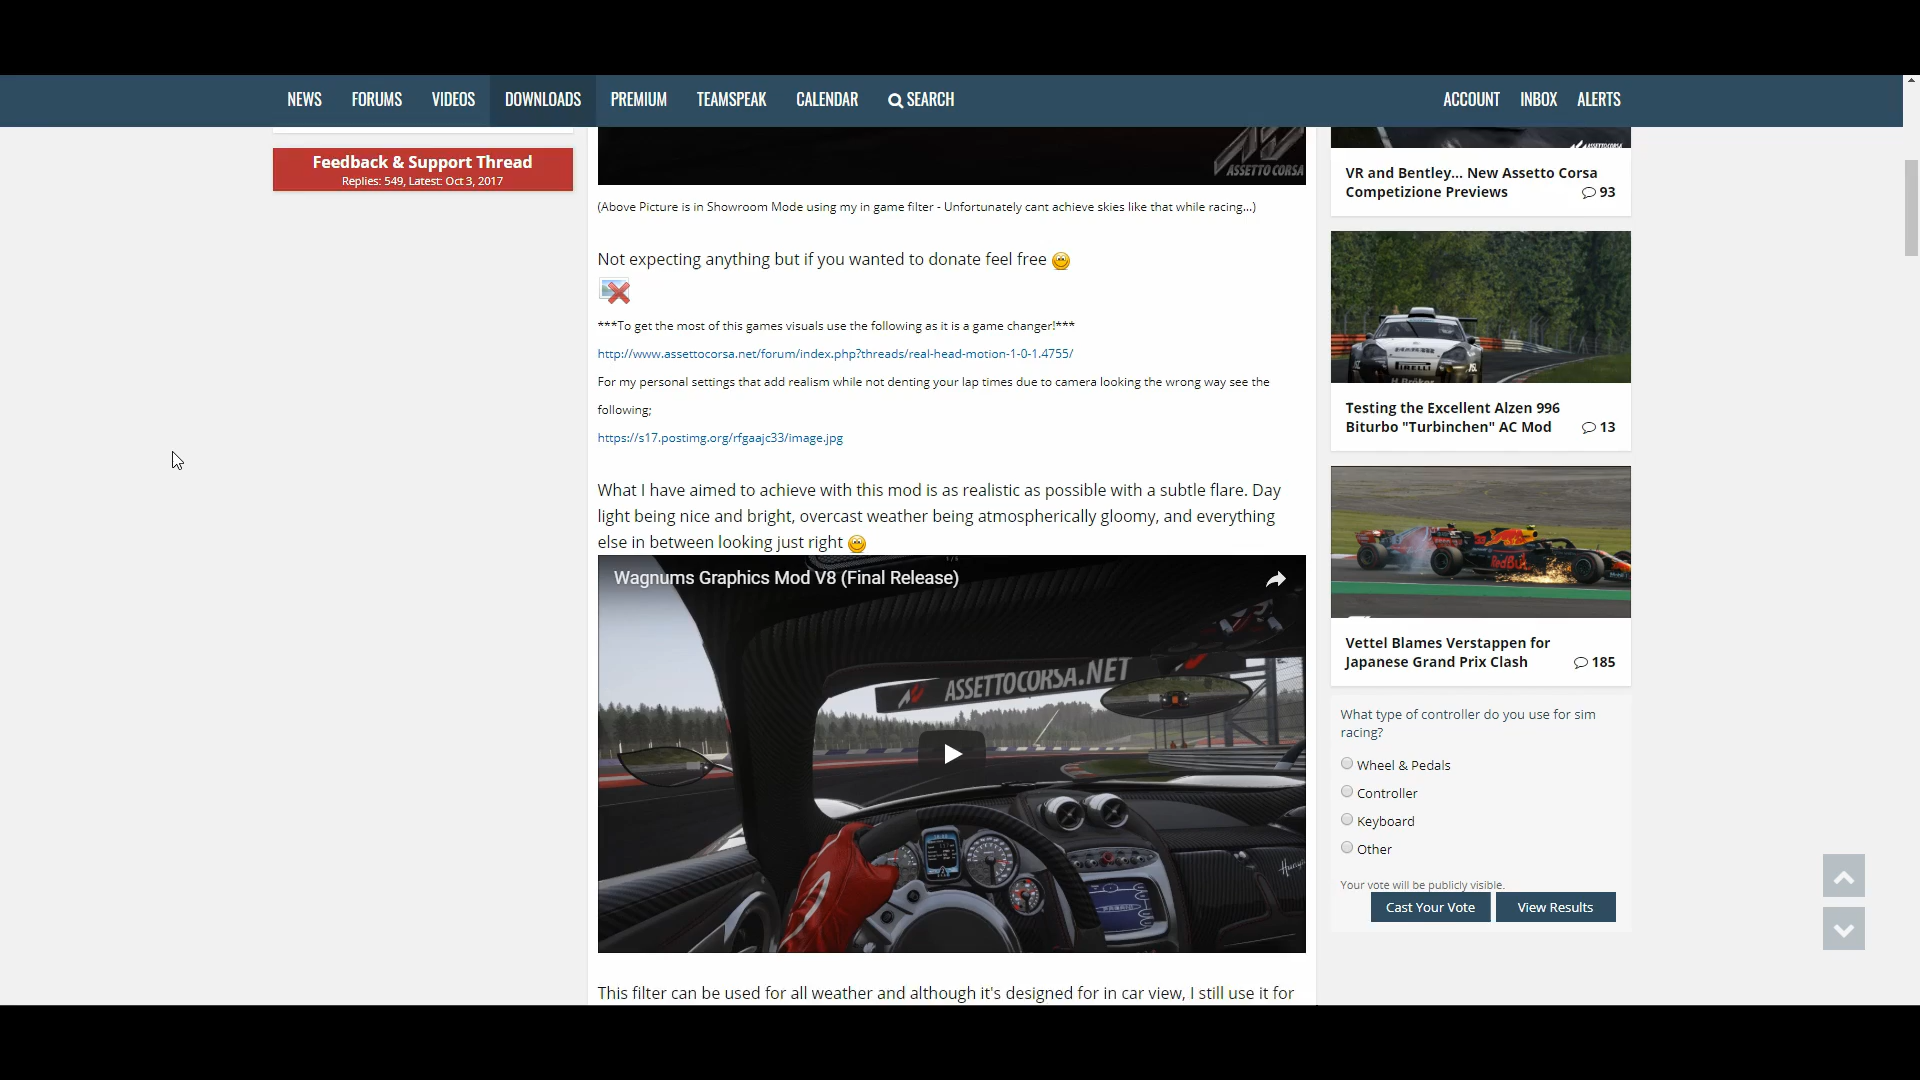 NEWS FORUMS VIDEOS DOWNLOADS PREMIUM TEAMSPEAK CALENDAR SEARCH ACCOUNT INBOX ALERTS
Feedback & Support Thread
Replies: 549, Latest: Oct 3, 2017
ASSETTO CORSA
(Above Picture is in Showroom Mode using my in game filter - Unfortunately cant achieve skies like that while racing...)
Not expecting anything but if you wanted to donate feel free
***To get the most of this games visuals use the following as it is a game changer!***
http://www.assettocorsa.net/forum/index.php?threads/real-head-motion-1-0-1.4755/
For my personal settings that add realism while not denting your lap times due to camera looking the wrong way see the
following;
https://s17.postimg.org/rfgaajc33/image.jpg
What I have aimed to achieve with this mod is as realistic as possible with a subtle flare. Day
light being nice and bright, overcast weather being atmospherically gloomy, and everything
else in between looking just right
Wagnums Graphics Mod V8 (Final Release)
ASSETTOCORSA.NET
This filter can be used for all weather and although it's designed for in car view, I still use it for
ASSETTO CORSA
VR and Bentley... New Assetto Corsa
Competizione Previews 93
PIRELLI
Testing the Excellent Alzen 996
Biturbo "Turbinchen" AC Mod 13
RedBull
Vettel Blames Verstappen for
Japanese Grand Prix Clash 185
What type of controller do you use for sim
racing?
Wheel & Pedals
Controller
Keyboard
Other
Your vote will be publicly visible.
Cast Your Vote View Results